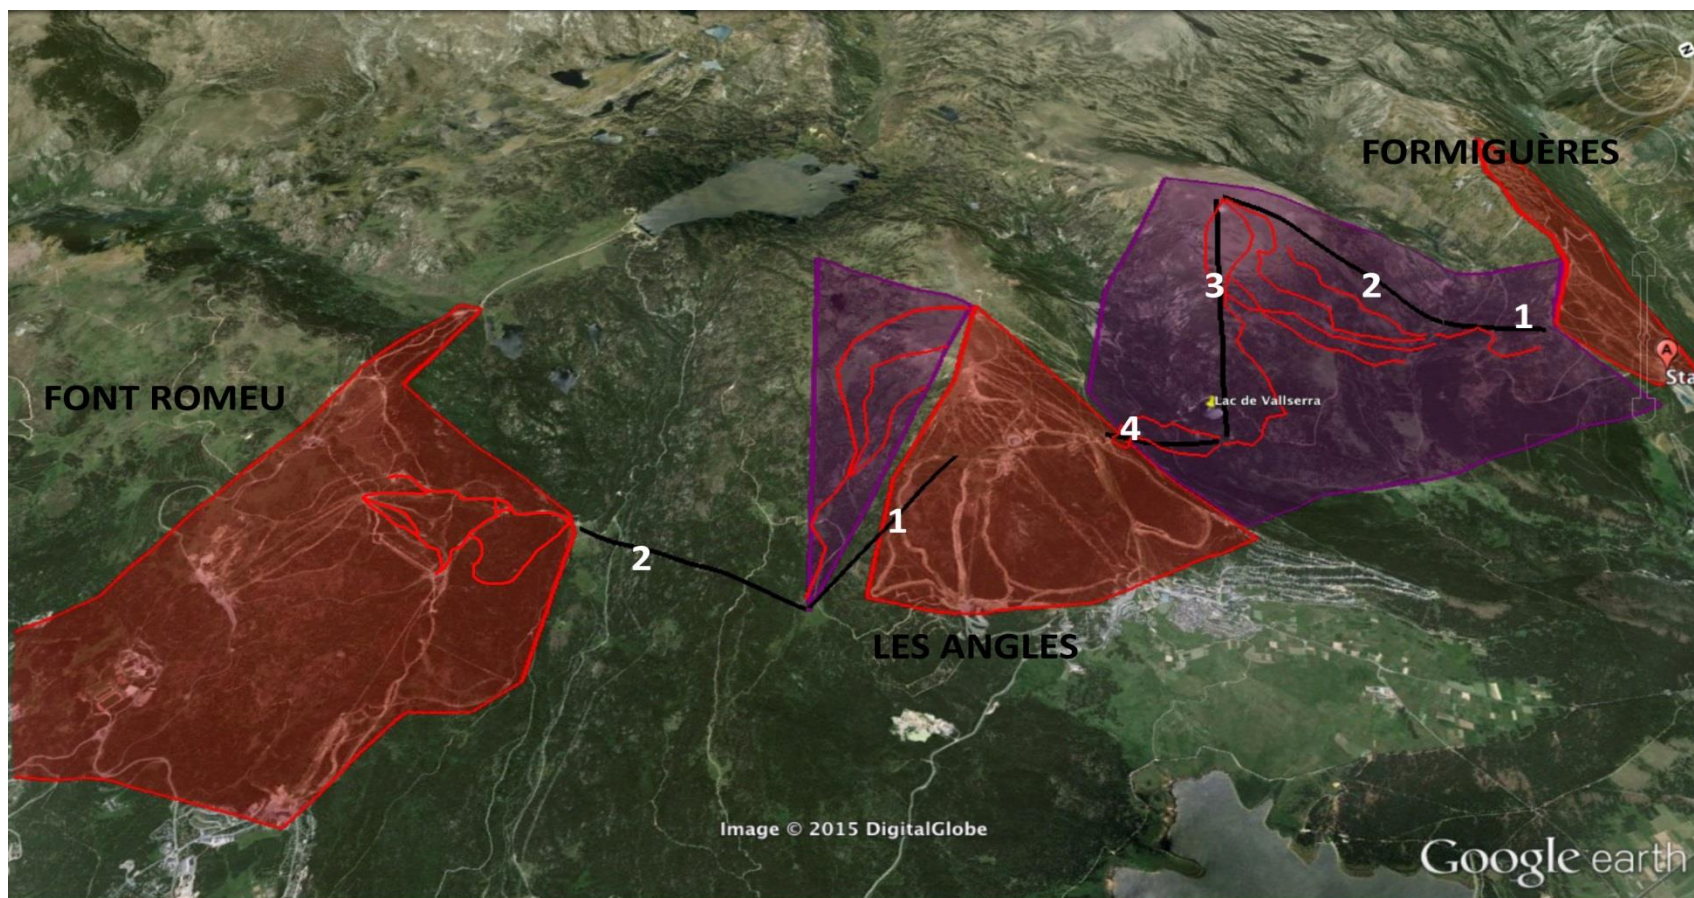 N
FORMIGUÈRES
3
2
1
A
Sta
FONT ROMEU
Lac de Vallserra
4
1
2
LES ANGLES
Image © 2015 DigitalGlobe
Google earth